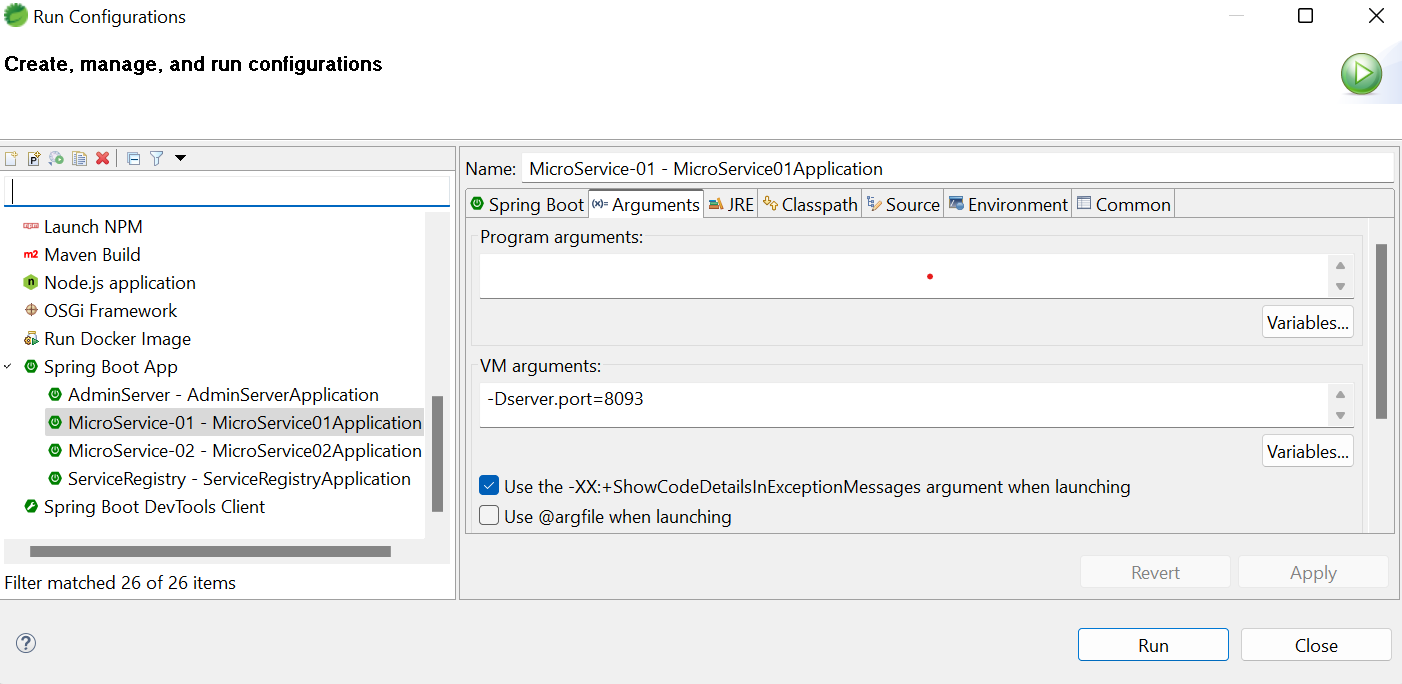 Run Configurations
Create, manage, and run configurations
Launch NPM
m2 Maven Build
Node.js application
OSGi Framework
Run Docker Image
Spring Boot App
AdminServer - AdminServerApplication
MicroService-01 - MicroService01Application
MicroService-02 - MicroService02Application
ServiceRegistry - ServiceRegistryApplication
Spring Boot DevTools Client
Filter matched 26 of 26 items
Name: MicroService-01 - MicroService01Application
Spring Boot (x)= Arguments JRE Classpath Source Environment Common
Program arguments:
Variables...
VM arguments:
-Dserver.port=8093
Variables...
Use the -XX:+ShowCodeDetailsInExceptionMessages argument when launching
Use @argfile when launching
Revert Apply
? Run Close